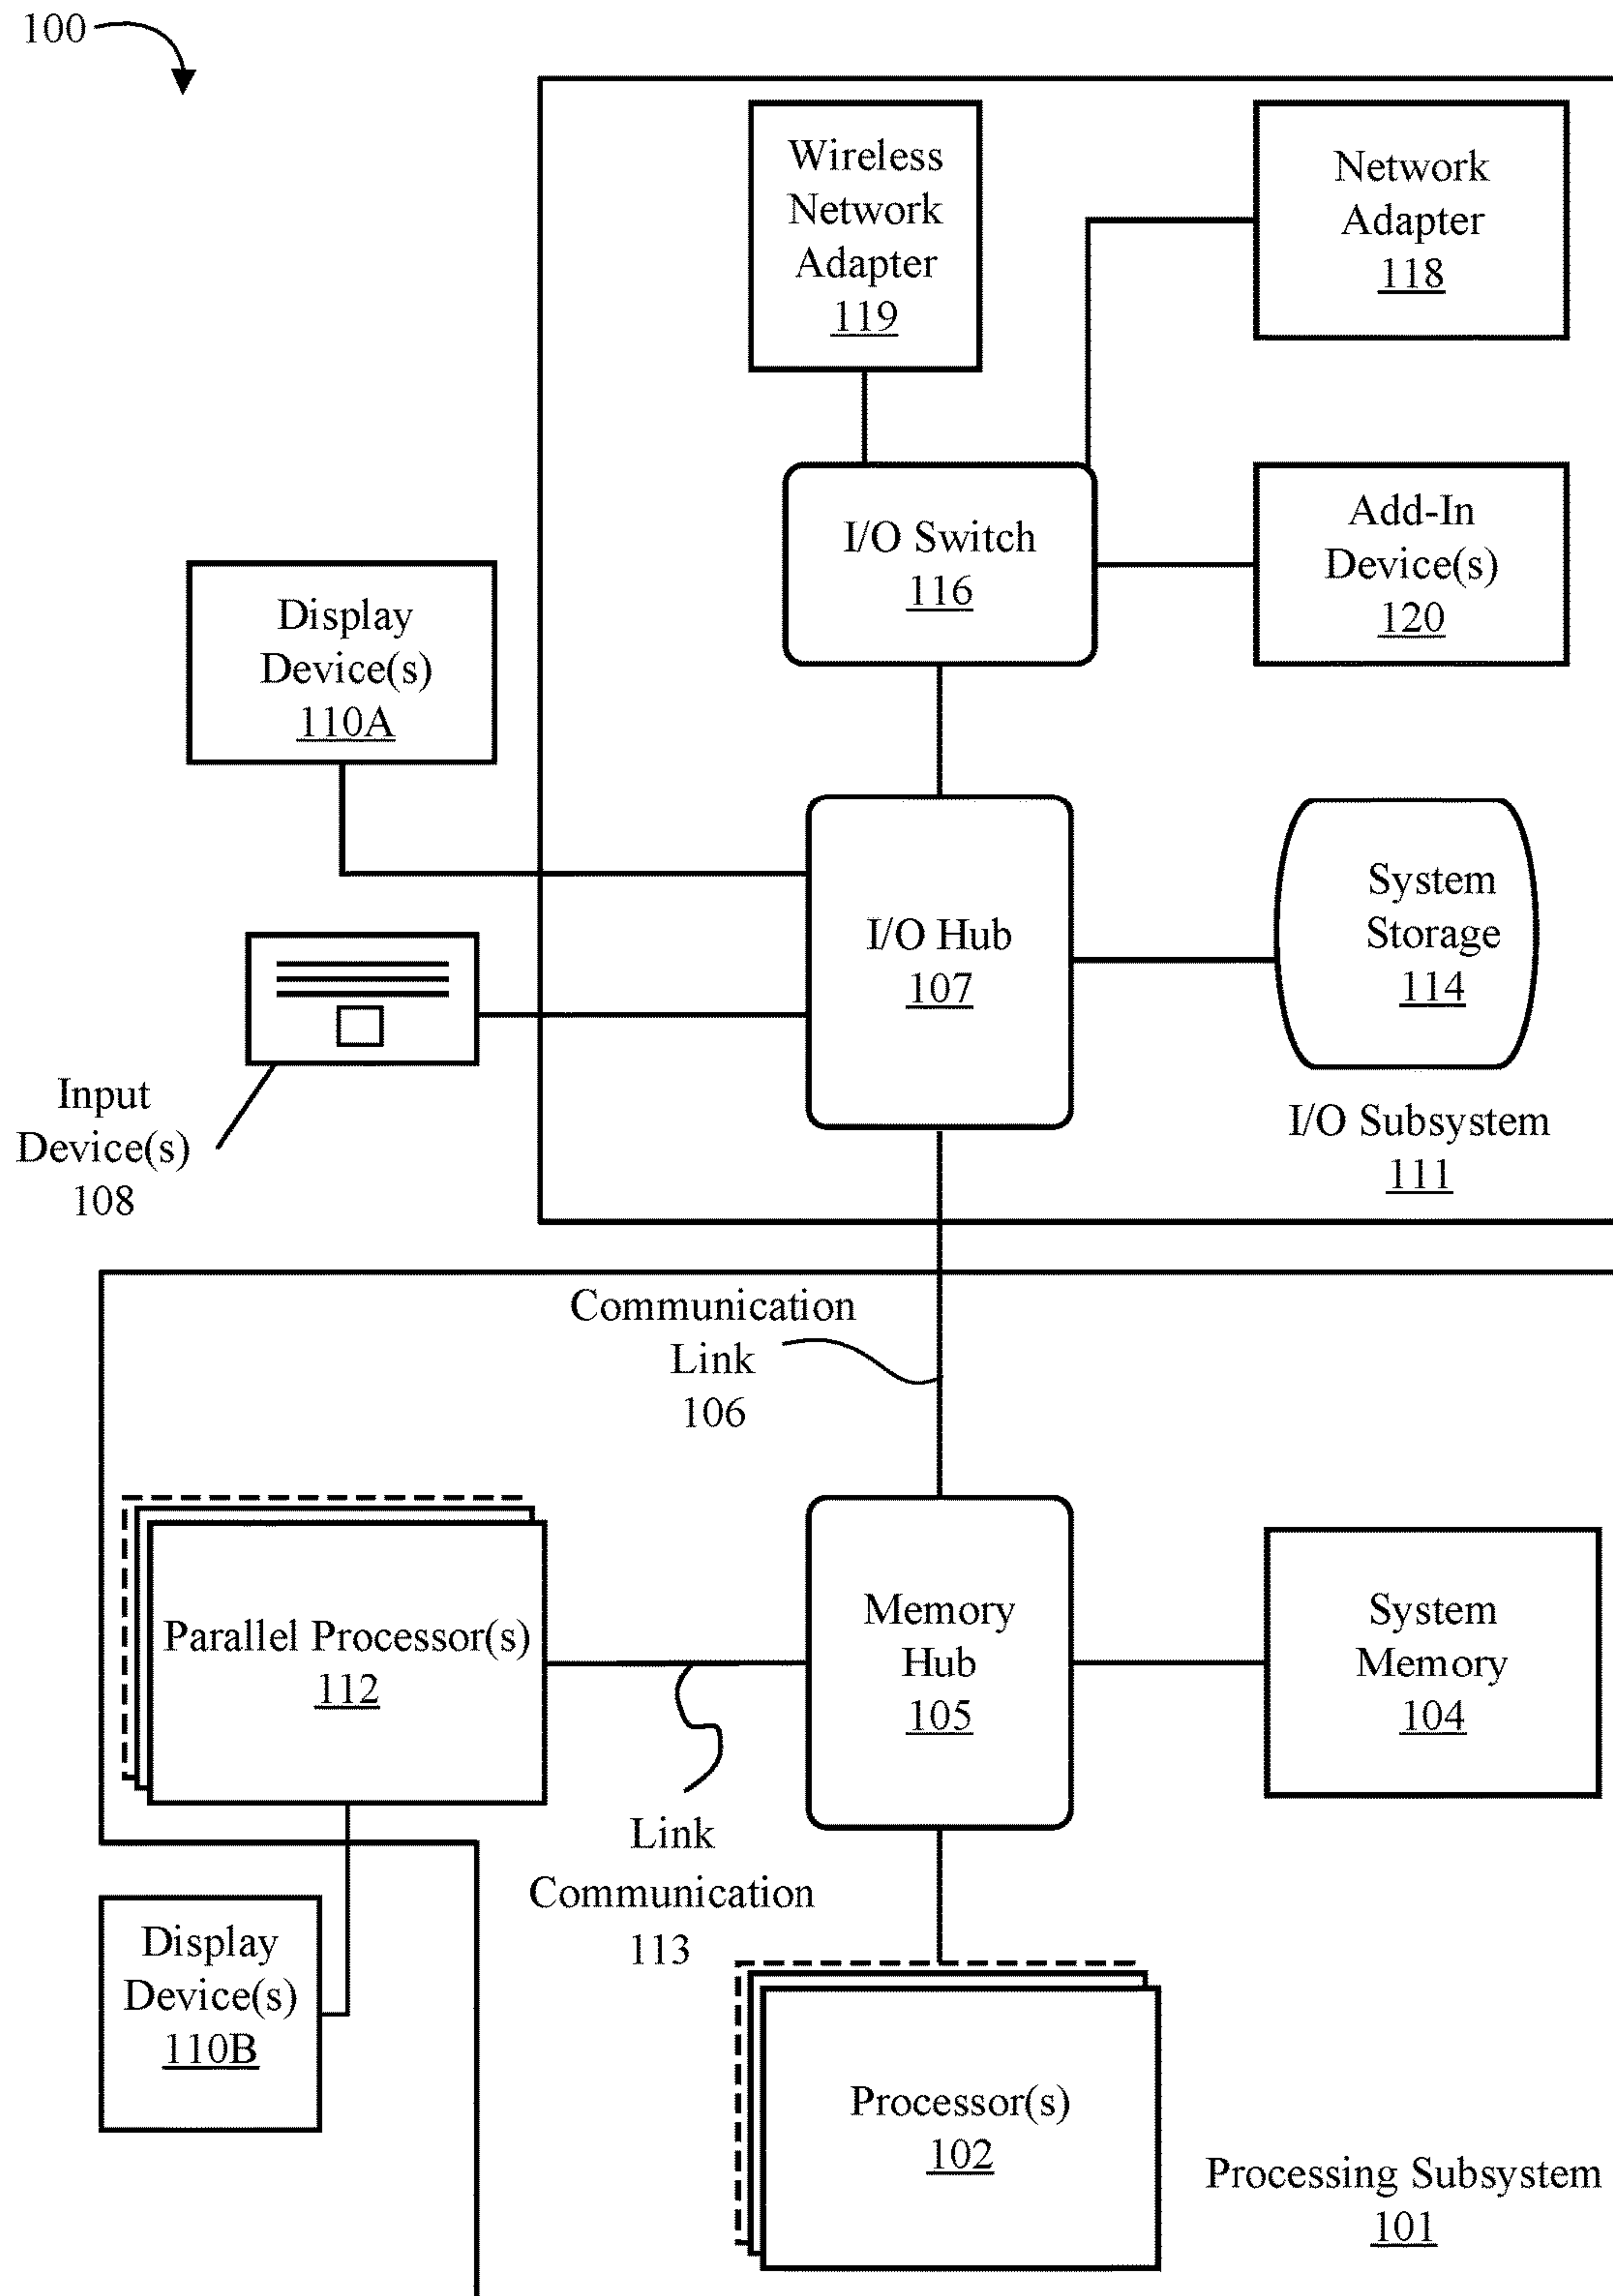 100
Wireless
Network
Adapter
119
Network
Adapter
118
I/O Switch
116
Add-In
Device(s)
120
Display
Device(s)
110A
I/O Hub
107
System
Storage
114
Input
Device(s)
108
I/O Subsystem
111
Communication
Link
106
Parallel Processor(s)
112
Memory
Hub
105
System
Memory
104
Link
Communication
113
Display
Device(s)
110B
Processor(s)
102
Processing Subsystem
101